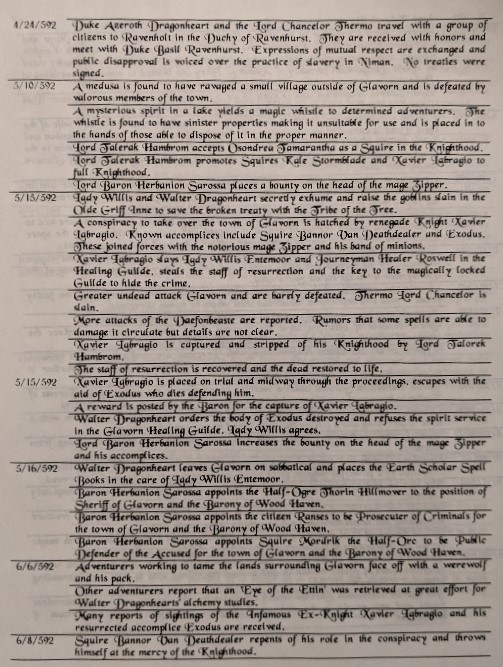 4/24/592 Duke Azeroth Dragonheart and the Lord Chancelor Thermo travel with a group of
citizens to Ravenholt in the Duchy of Ravenhurst. They are received with honors and
meet with Duke Basil Ravenhurst. Expressions of mutual respect are exchanged and
public disapproval is voiced over the practice of slavery in Niman. No treaties were
signed.
5/10/592 A medusa is found to have ravaged a small village outside of Glavorn and is defeated by
valorous members of the town.
A mysterious spirit in a lake yields a magic whistle to determined adventurers. The
whistle is found to have sinister properties making it unsuitable for use and is placed in to
the hands of those able to dispose of it in the proper manner.
Lord Talerak Hambrom accepts Osondrea Tamarantha as a Squire in the Knighthood.
Lord Talerak Hambrom promotes Squires Kale Stormblade and Xavier Labragio to
full Knighthood.
Lord Baron Herbanion Sarossa places a bounty on the head of the mage Zipper.
5/15/592 Lady Willis and Walter Dragonheart secretly exhume and raise the goblins slain in the
Olde Griff Inne to save the broken treaty with the Tribe of the Tree.
A conspiracy to take over the town of Glavorn is hatched by renegade Knight Xavier
Labragio. Known accomplices include Squire Bannor Van Deathdealer and Exodus.
These joined forces with the notorious mage Zipper and his band of minions.
Xavier Labragio slays Lady Willis Entemoor and Journeyman Healer Roswell in the
Healing Guilde, steals the staff of resurrection and the key to the magically locked
Guilde to hide the crime.
Greater undead attack Glavorn and are barely defeated. Thermo Lord Chancelor is
slain.
More attacks of the Daefonbeaste are reported. Rumors that some spells are able to
damage it circulate but details are not clear.
Xavier Labragio is captured and stripped of his Knighthood by Lord Talorek
Hambrom.
The staff of resurrection is recovered and the dead restored to life.
5/15/592 Xavier Labragio is placed on trial and midway through the proceedings, escapes with the
aid of Exodus who dies defending him.
A reward is posted by the Baron for the capture of Xavier Labragio.
Walter Dragonheart orders the body of Exodus destroyed and refuses the spirit service
in the Glavorn Healing Guilde. Lady Willis agrees.
Lord Baron Herbanion Sarossa increases the bounty on the head of the mage Zipper
and his accomplices.
5/16/592 Walter Dragonheart leaves Glavorn on sabbatical and places the Earth Scholar Spell
Books in the care of Lady Willis Entemoor.
Baron Herbanion Sarossa appoints the Half-Ogre Thorin Hillmover to the position of
Sheriff of Glavorn and the Barony of Wood Haven.
Baron Herbanion Sarossa appoints the citizen Ranses to be Prosecuter of Criminals for
the town of Glavorn and the Barony of Wood Haven.
Baron Herbanion Sarossa appoints Squire Mordrik the Half-Orc to be Public
Defender of the Accused for the town of Glavorn and the Barony of Wood Haven.
6/6/592 Adventurers working to tame the lands surrounding Glavorn face off with a werewolf
and his pack.
Other adventurers report that an 'Eye of the Ettin' was retrieved at great effort for
Walter Dragonhearts' alchemy studies.
Many reports of sightings of the Infamous Ex-Knight Xavier Labragio and his
resurrected accomplice Exodus are received.
6/8/592 Squire Bannor Van Deathdealer repents of his role in the conspiracy and throws
himself at the mercy of the Knighthood.